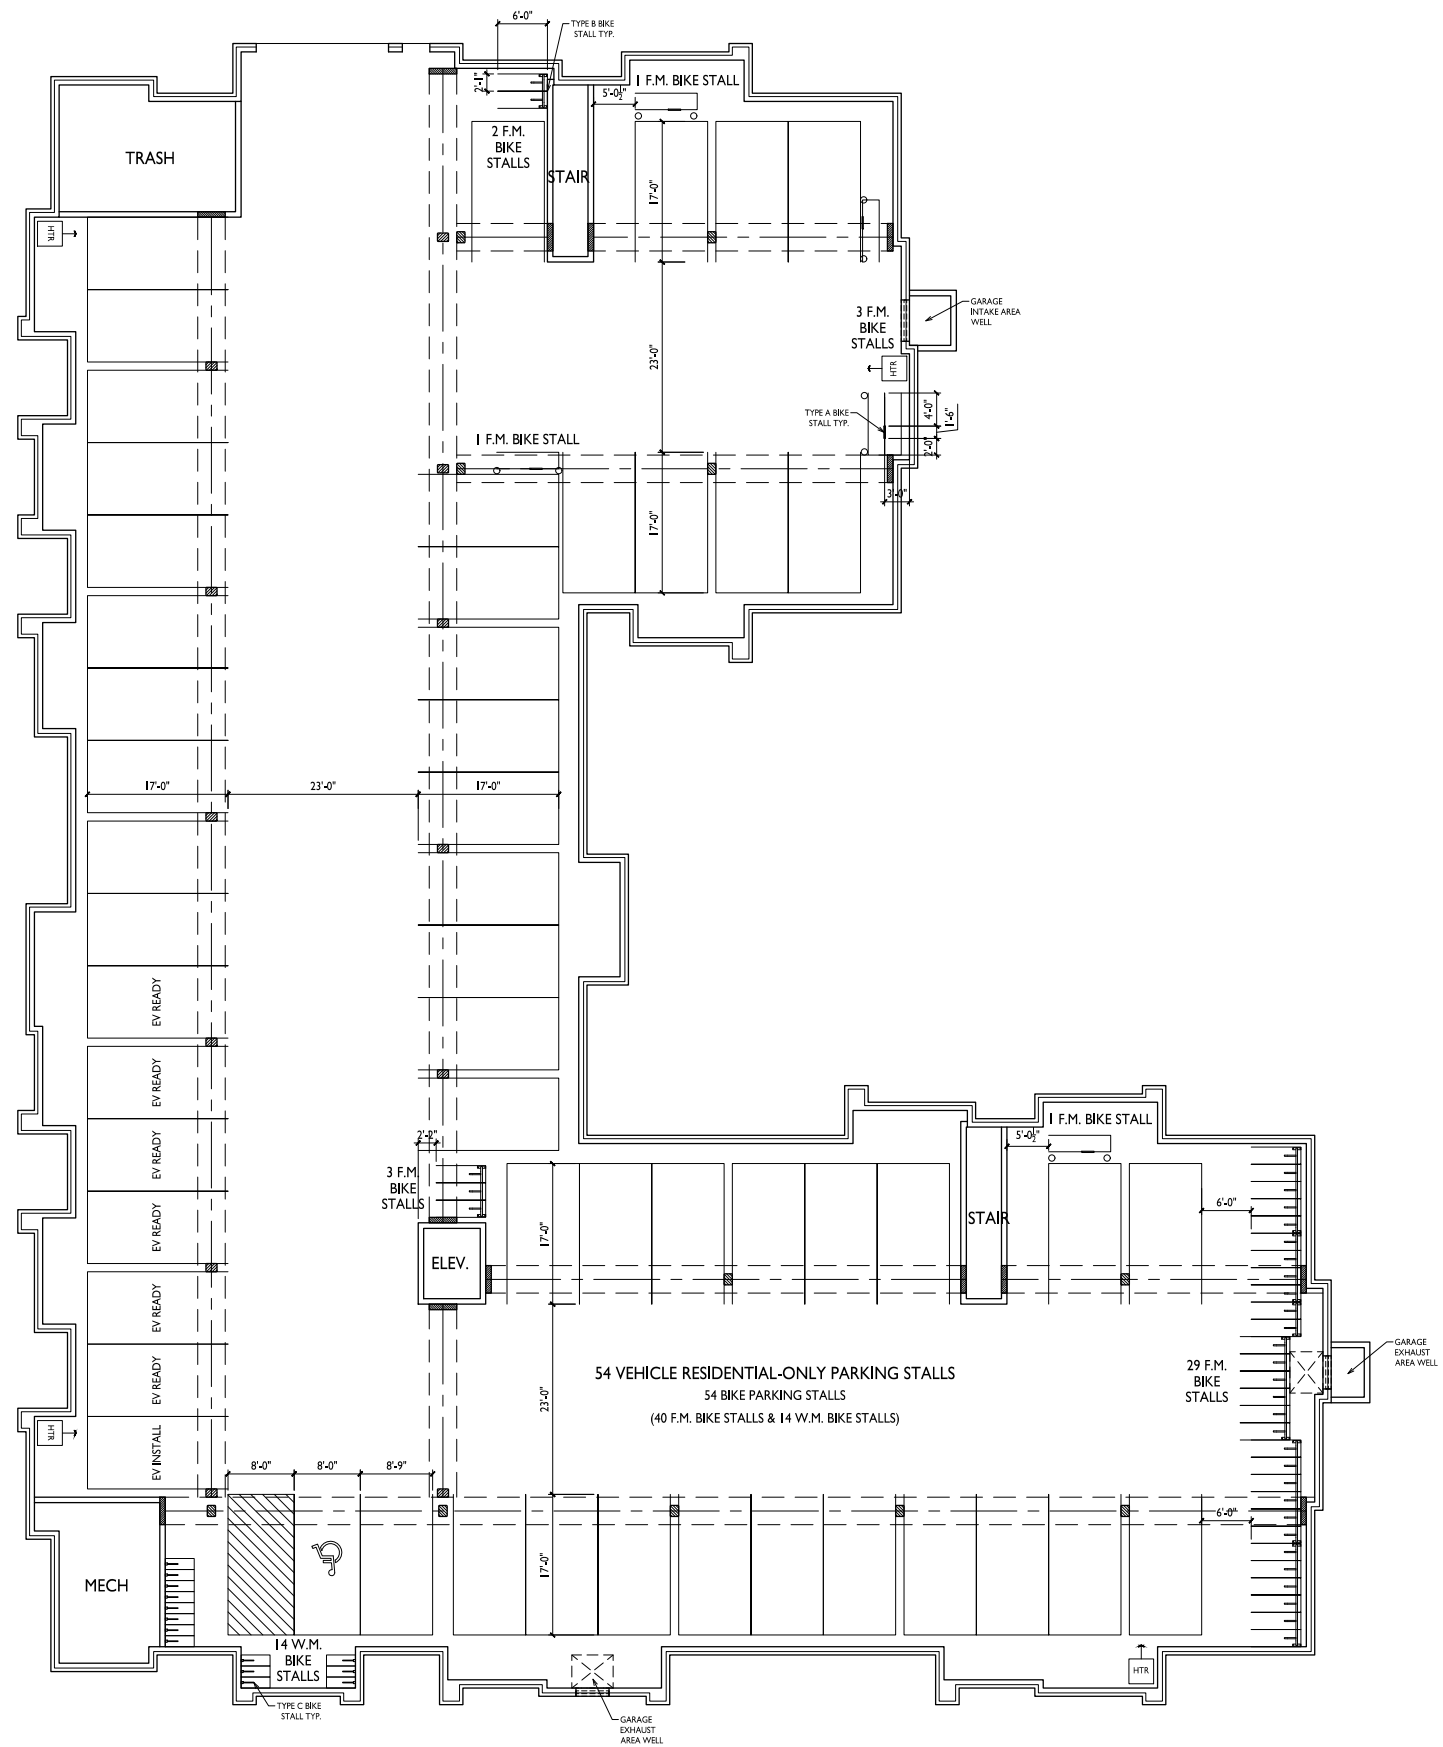 6'-0"
TYPE B BIKE
STALL TYP.
2'-1"
5'-0½"
1 F.M. BIKE STALL
2 F.M.
BIKE
STALLS
TRASH
STAIR
17'-0"
HTR
3 F.M.
BIKE
STALLS
GARAGE
INTAKE AREA
WELL
23'-0"
HTR
TYPE A BIKE
STALL TYP.
4'-0"
1'-6"
2'-0"
1 F.M. BIKE STALL
3'-0"
17'-0"
17'-0"
23'-0"
17'-0"
EV READY
EV READY
EV READY
EV READY
EV READY
EV READY
EV INSTALL
2'-2"
3 F.M.
BIKE
STALLS
ELEV.
17'-0"
5'-0½"
1 F.M. BIKE STALL
STAIR
6'-0"
54 VEHICLE RESIDENTIAL-ONLY PARKING STALLS
54 BIKE PARKING STALLS
(40 F.M. BIKE STALLS & 14 W.M. BIKE STALLS)
23'-0"
29 F.M.
BIKE
STALLS
GARAGE
EXHAUST
AREA WELL
HTR
8'-0"
8'-0"
8'-9"
6'-0"
17'-0"
MECH
14 W.M.
BIKE
STALLS
TYPE C BIKE
STALL TYP.
HTR
GARAGE
EXHAUST
AREA WELL